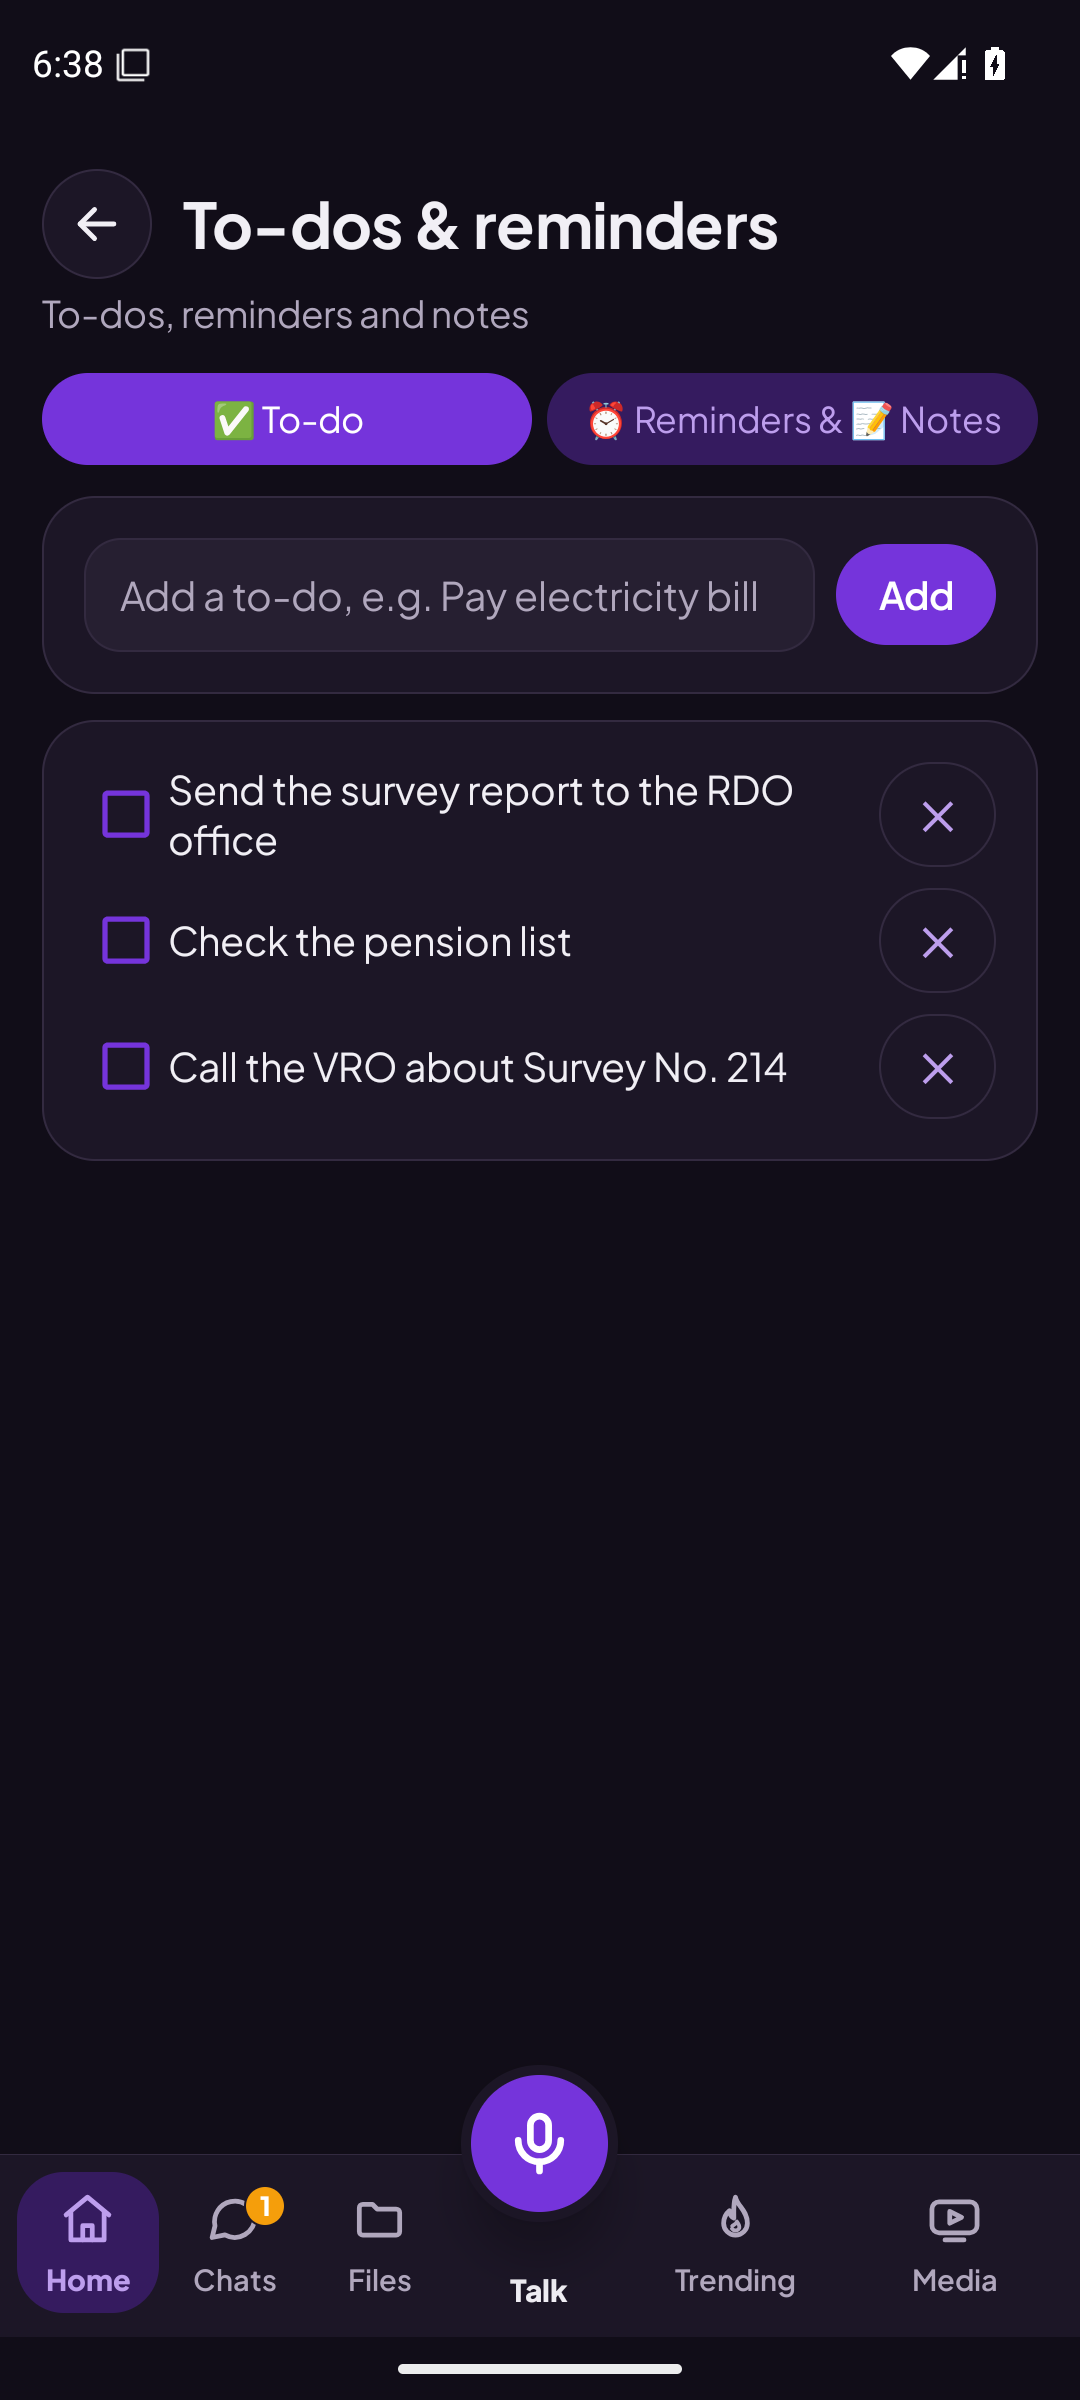 6:38
To-dos & reminders
To-dos, reminders and notes
✅ To-do
⏰ Reminders & 📝 Notes
Add a to-do, e.g. Pay electricity bill
Add
Send the survey report to the RDO
office
Check the pension list
Call the VRO about Survey No. 214
1
Home
Chats
Files
Talk
Trending
Media